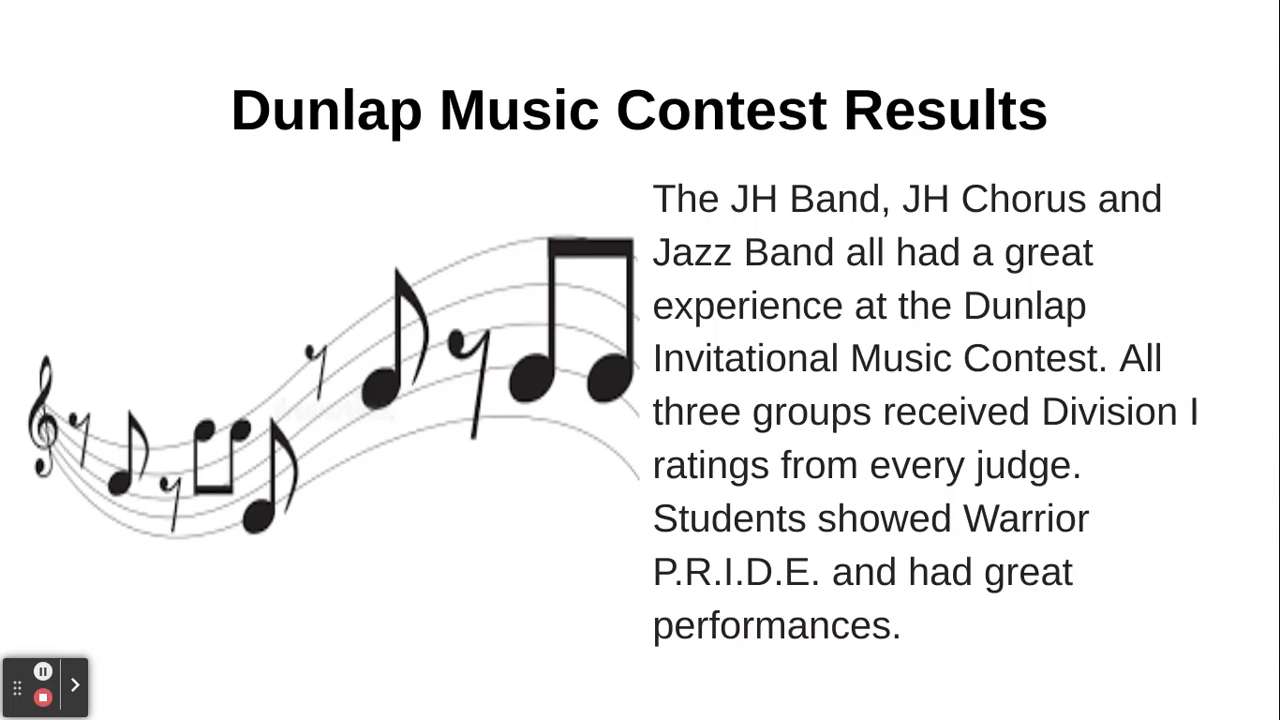 Dunlap Music Contest Results
The JH Band, JH Chorus and
Jazz Band all had a great
experience at the Dunlap
Invitational Music Contest. All
three groups received Division I
ratings from every judge.
Students showed Warrior
P.R.I.D.E. and had great
performances.